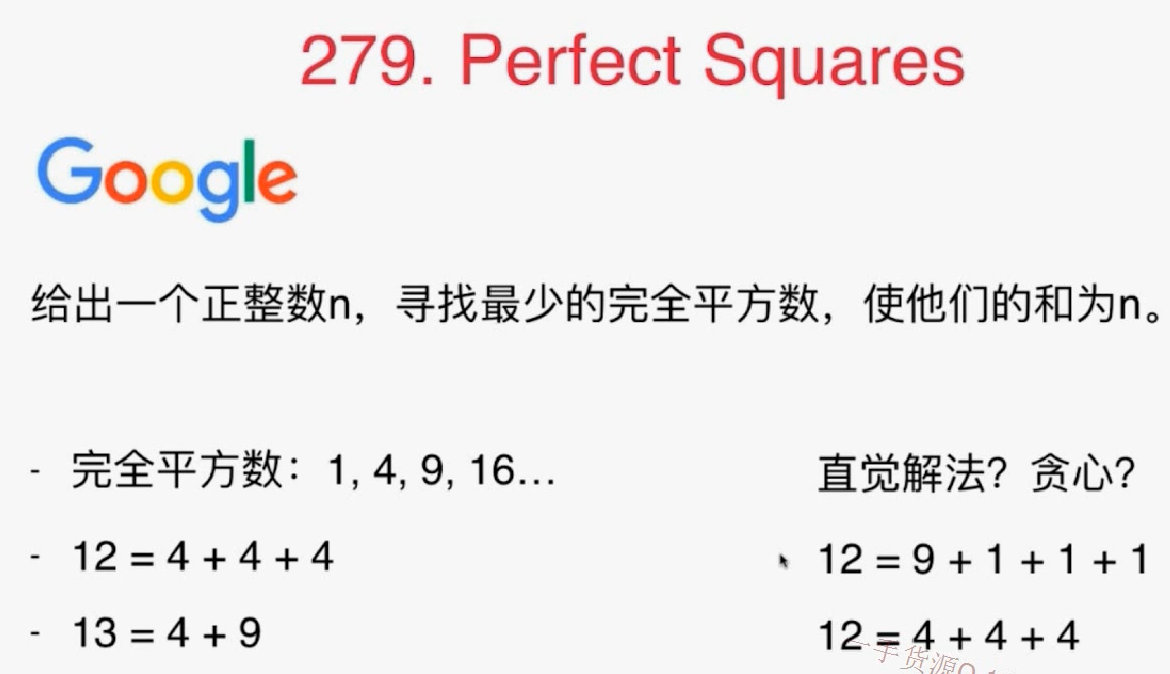 279. Perfect Squares
Google
给出一个正整数n，寻找最少的完全平方数，使他们的和为n。
- 完全平方数：1, 4, 9, 16...
- 12 = 4 + 4 + 4
- 13 = 4 + 9
直觉解法？贪心？
12 = 9 + 1 + 1 + 1
12 = 4 + 4 + 4
一手货源Q